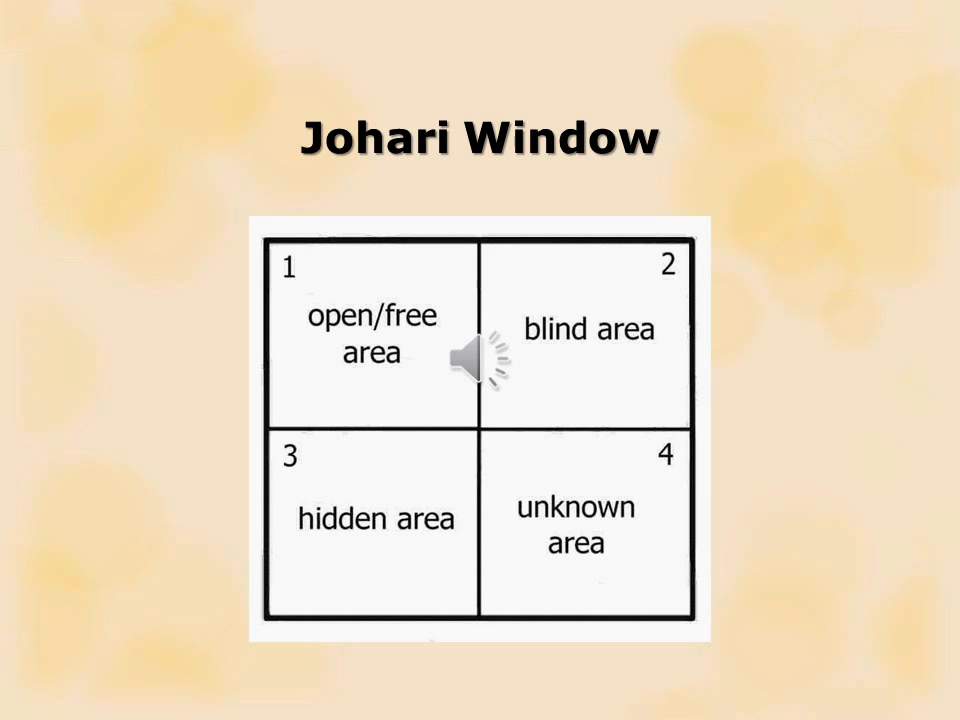 Johari Window
1
open/free
area
2
blind area
3
hidden area
4
unknown
area